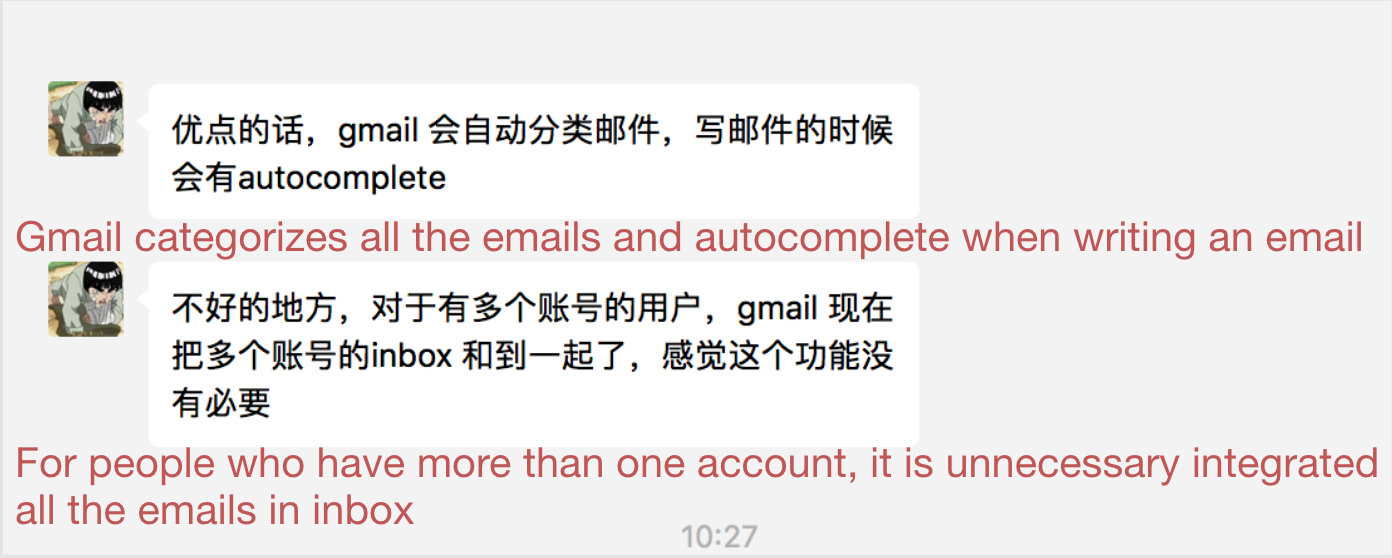 优点的话，gmail 会自动分类邮件，写邮件的时候
会有autocomplete
Gmail categorizes all the emails and autocomplete when writing an email
不好的地方，对于有多个账号的用户，gmail 现在
把多个账号的inbox 和到一起了，感觉这个功能没
有必要
For people who have more than one account, it is unnecessary integrated
all the emails in inbox
10:27